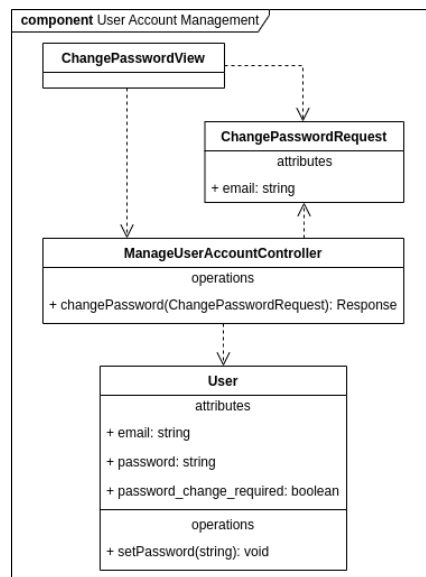 component User Account Management
ChangePasswordView
ChangePasswordRequest
attributes
+ email: string
ManageUserAccountController
operations
+ changePassword(ChangePasswordRequest): Response
User
attributes
+ email: string
+ password: string
+ password_change_required: boolean
operations
+ setPassword(string): void